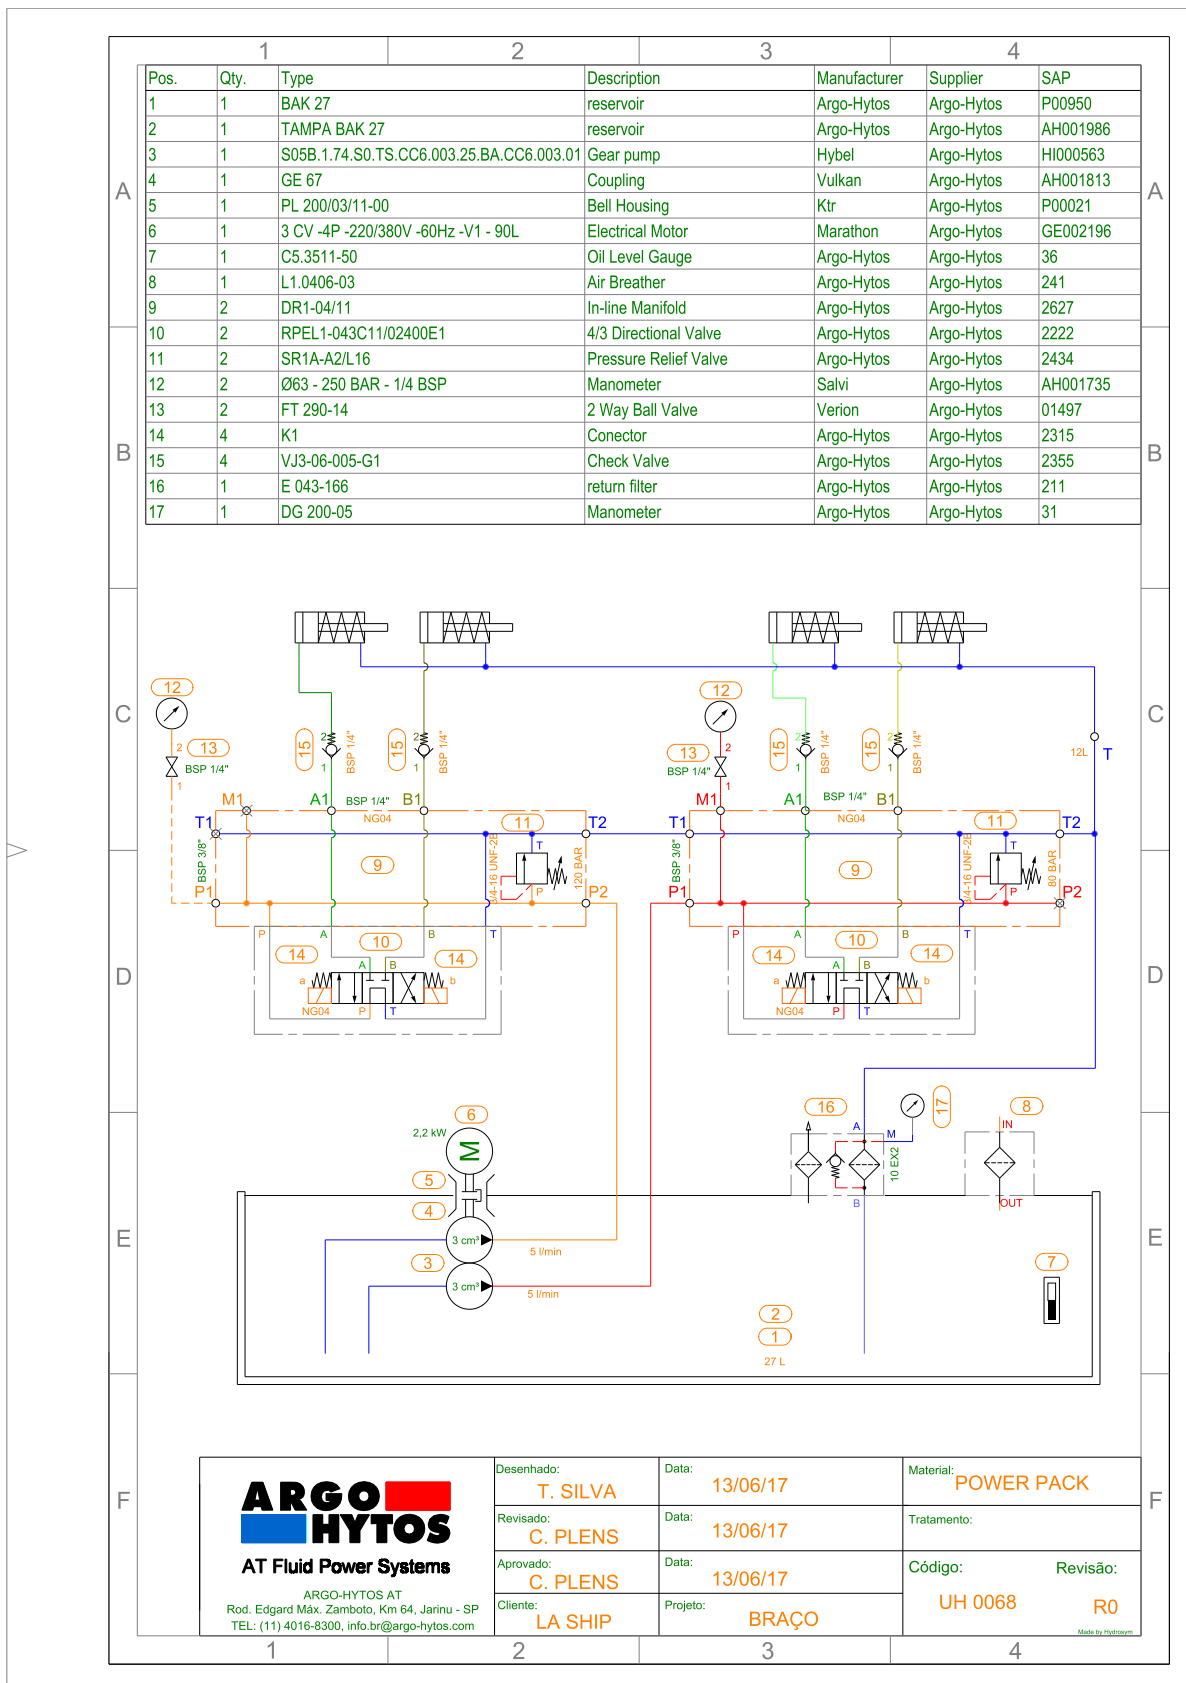 1 2 3 4
Pos. Qty. Type Description Manufacturer Supplier SAP
1 1 BAK 27 reservoir Argo-Hytos Argo-Hytos P00950
2 1 TAMPA BAK 27 reservoir Argo-Hytos Argo-Hytos AH001986
3 1 S05B.1.74.S0.TS.CC6.003.25.BA.CC6.003.01 Gear pump Hybel Argo-Hytos HI000563
4 1 GE 67 Coupling Vulkan Argo-Hytos AH001813
5 1 PL 200/03/11-00 Bell Housing Ktr Argo-Hytos P00021
6 1 3 CV -4P -220/380V -60Hz -V1 - 90L Electrical Motor Marathon Argo-Hytos GE002196
7 1 C5.3511-50 Oil Level Gauge Argo-Hytos Argo-Hytos 36
8 1 L1.0406-03 Air Breather Argo-Hytos Argo-Hytos 241
9 2 DR1-04/11 In-line Manifold Argo-Hytos Argo-Hytos 2627
10 2 RPEL1-043C11/02400E1 4/3 Directional Valve Argo-Hytos Argo-Hytos 2222
11 2 SR1A-A2/L16 Pressure Relief Valve Argo-Hytos Argo-Hytos 2434
12 2 Ø63 - 250 BAR - 1/4 BSP Manometer Salvi Argo-Hytos AH001735
13 2 FT 290-14 2 Way Ball Valve Verion Argo-Hytos 01497
14 4 K1 Conector Argo-Hytos Argo-Hytos 2315
15 4 VJ3-06-005-G1 Check Valve Argo-Hytos Argo-Hytos 2355
16 1 E 043-166 return filter Argo-Hytos Argo-Hytos 211
17 1 DG 200-05 Manometer Argo-Hytos Argo-Hytos 31
A A
B B
C C
D D
E E
F F
12 12
15 2 1 BSP 1/4" 15 2 1 BSP 1/4" 15 2 1 BSP 1/4" 15 2 1 BSP 1/4"
2 13 BSP 1/4" 1
13 2 BSP 1/4" 1
12L T
M1 A1 BSP 1/4" B1 NG04
M1 A1 BSP 1/4" B1 NG04
T1 11 T2 T1 11 T2
BSP 3/8" 9 3/4-16 UNF-2B T P 120 BAR
BSP 3/8" 9 3/4-16 UNF-2B T P 80 BAR
P1 P2 P1 P2
P A B T P A B T
14 10 14 14 10 14
a A B b a A B b
NG04 P T NG04 P T
6
2,2 kW M
5
4
3 cm³ 5 l/min
3
3 cm³ 5 l/min
16 17 8
A M IN
10 EX2
B OUT
7
2
1
27 L
ARGO
HYTOS
AT Fluid Power Systems
ARGO-HYTOS AT
Rod. Edgard Máx. Zamboto, Km 64, Jarinu - SP
TEL: (11) 4016-8300, info.br@argo-hytos.com
Desenhado: T. SILVA Data: 13/06/17 Material: POWER PACK
Revisado: C. PLENS Data: 13/06/17 Tratamento:
Aprovado: C. PLENS Data: 13/06/17 Código: UH 0068 Revisão: R0
Cliente: LA SHIP Projeto: BRAÇO
Made by Hydrosym
1 2 3 4